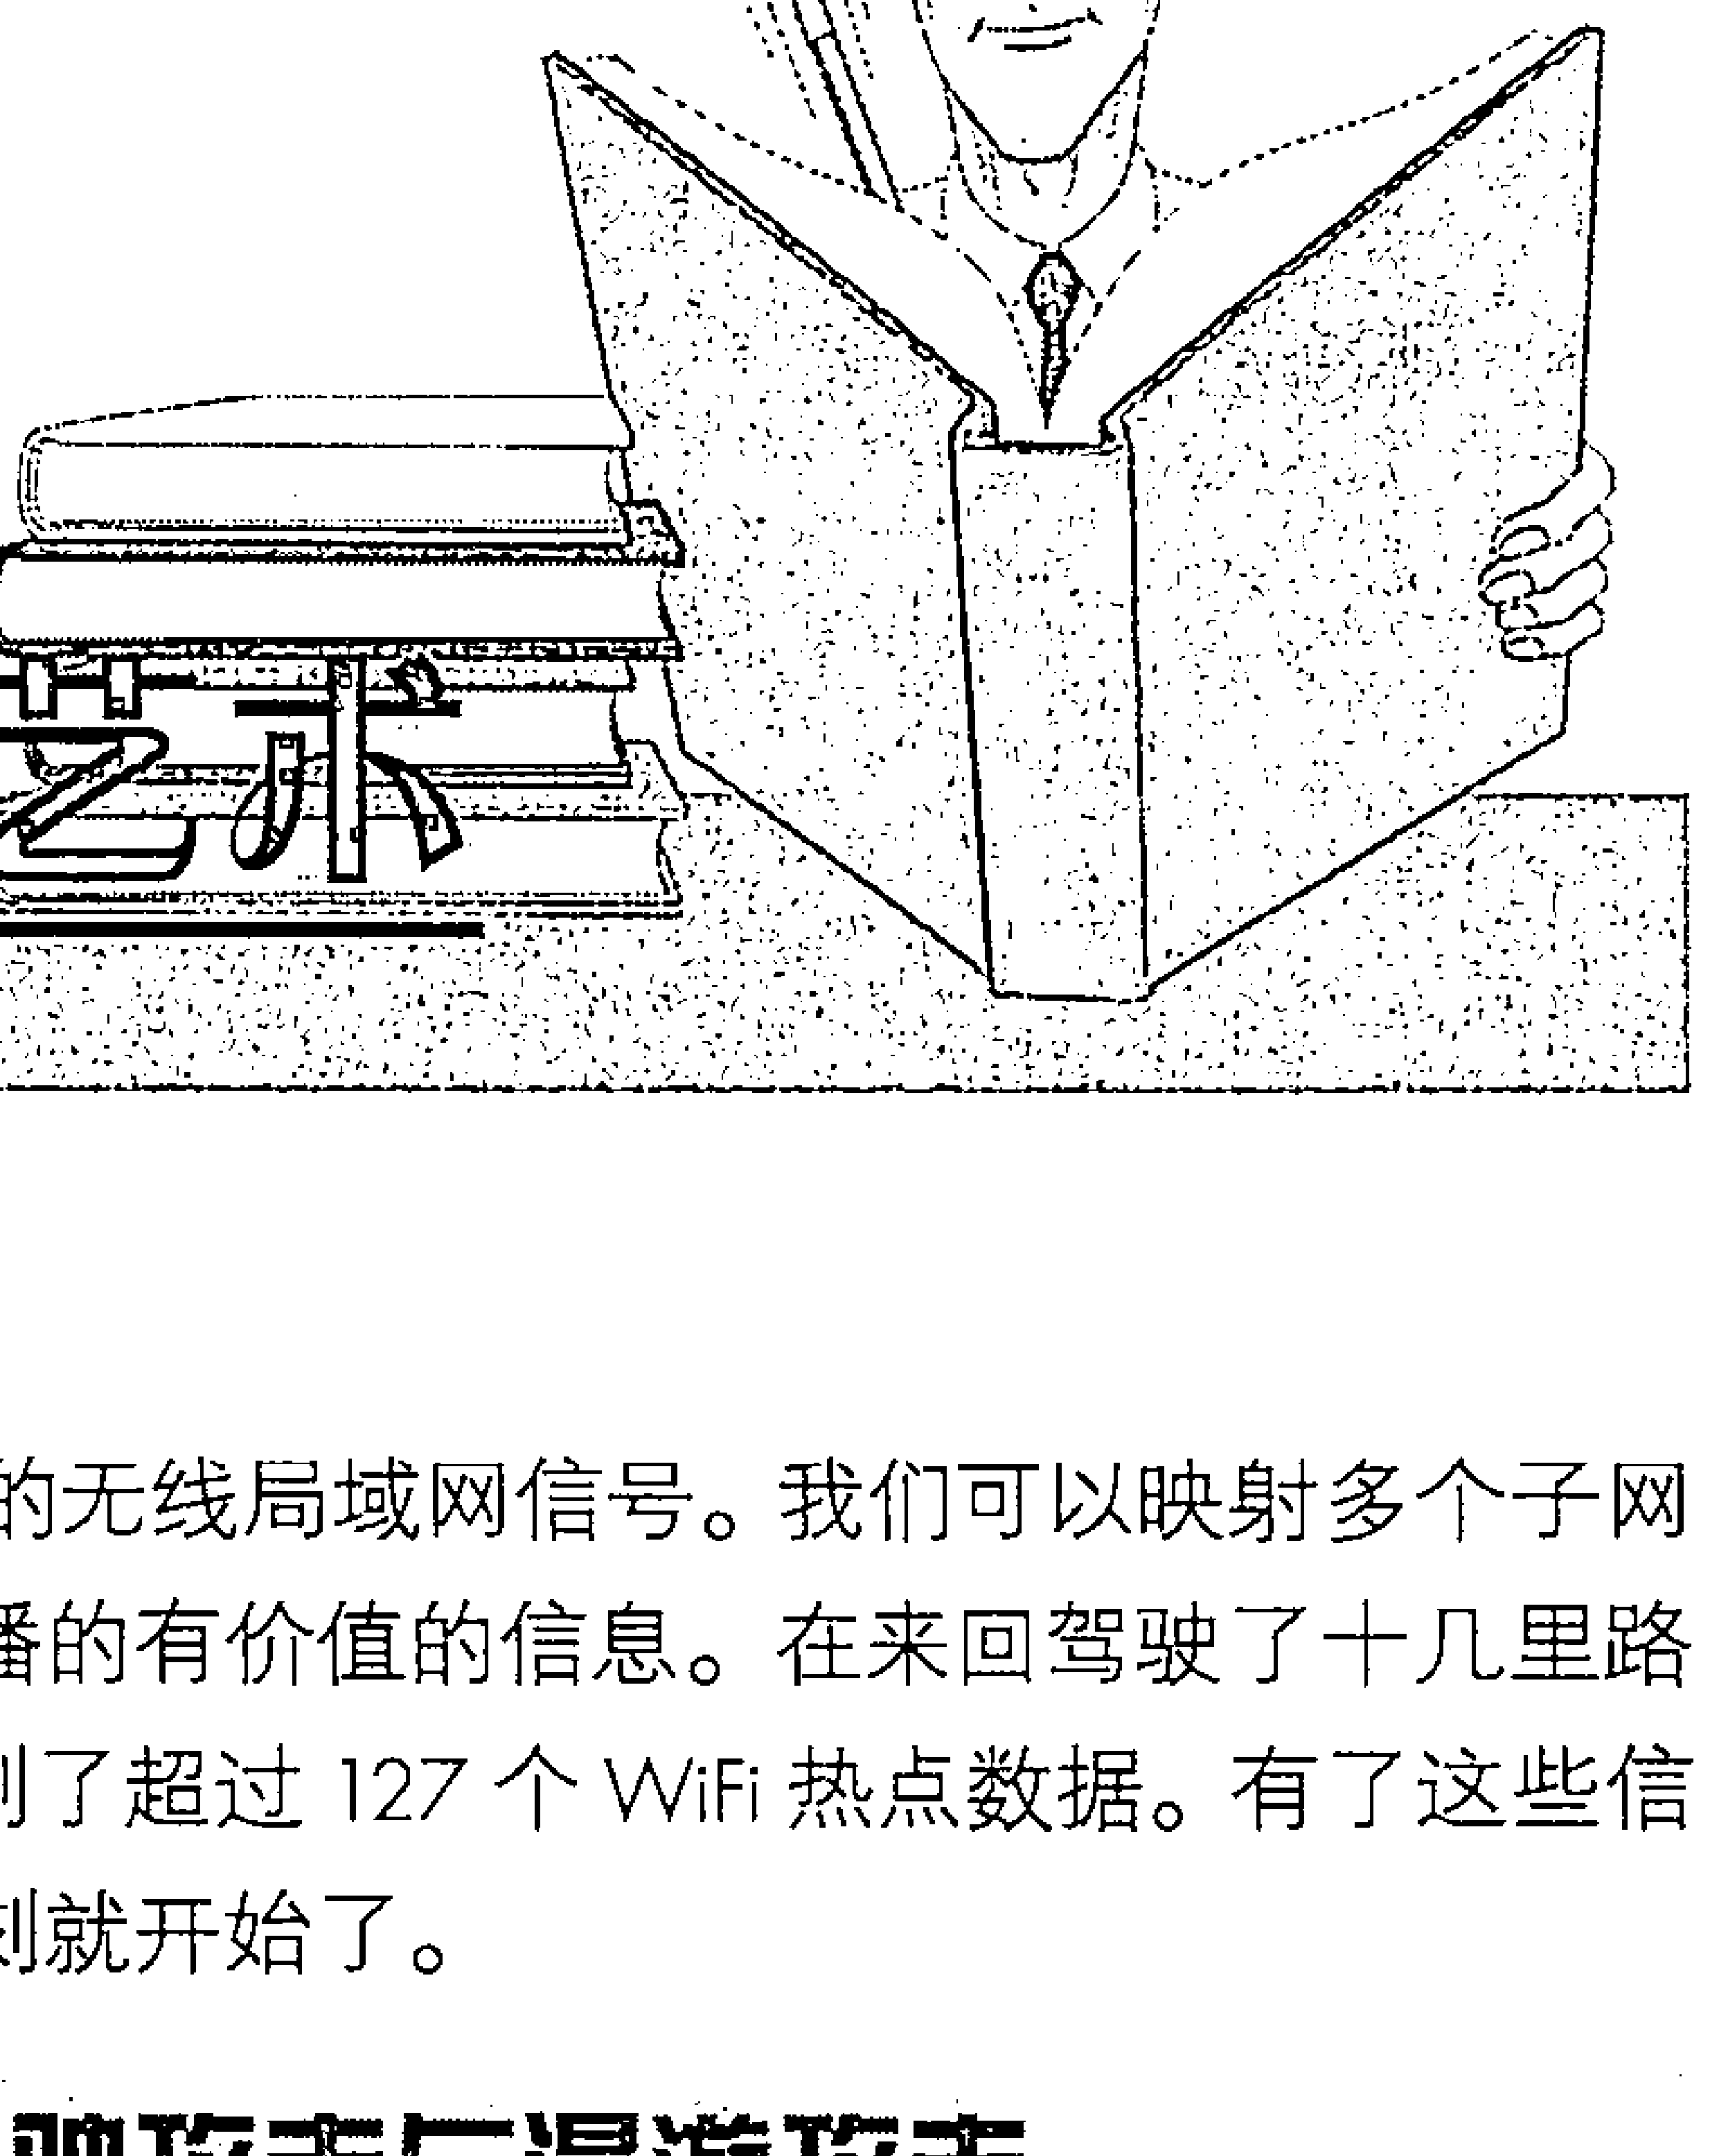 艺术
的无线局域网信号。我们可以映射多个子网
播的有价值的信息。在来回驾驶了十几里路
到了超过 127 个 WiFi 热点数据。有了这些信
刻就开始了。